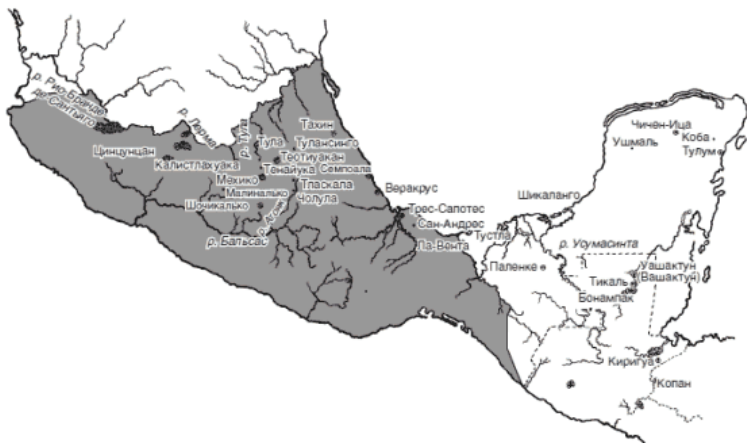 р. Рио-Бранде
де-Сантьяго
р. Лерма
р. Тула
Тахин
Тула
Тулансинго
Цинцунцан
Теотиуакан
Калистлахуака
Тенайука
Семпоала
Мехико
Тласкала
Малиналько
Чолула
Шочикалько
р. Атояк
р. Бальсас
Веракрус
Трес-Сапотес
Сан-Андрес
Тустла
Ла-Вента
Шикаланго
Чичен-Ица
Коба
Ушмаль
Тулум
р. Усумасинта
Паленке
Уашактун
(Вашактун)
Тикаль
Бонампак
Киригуа
Копан